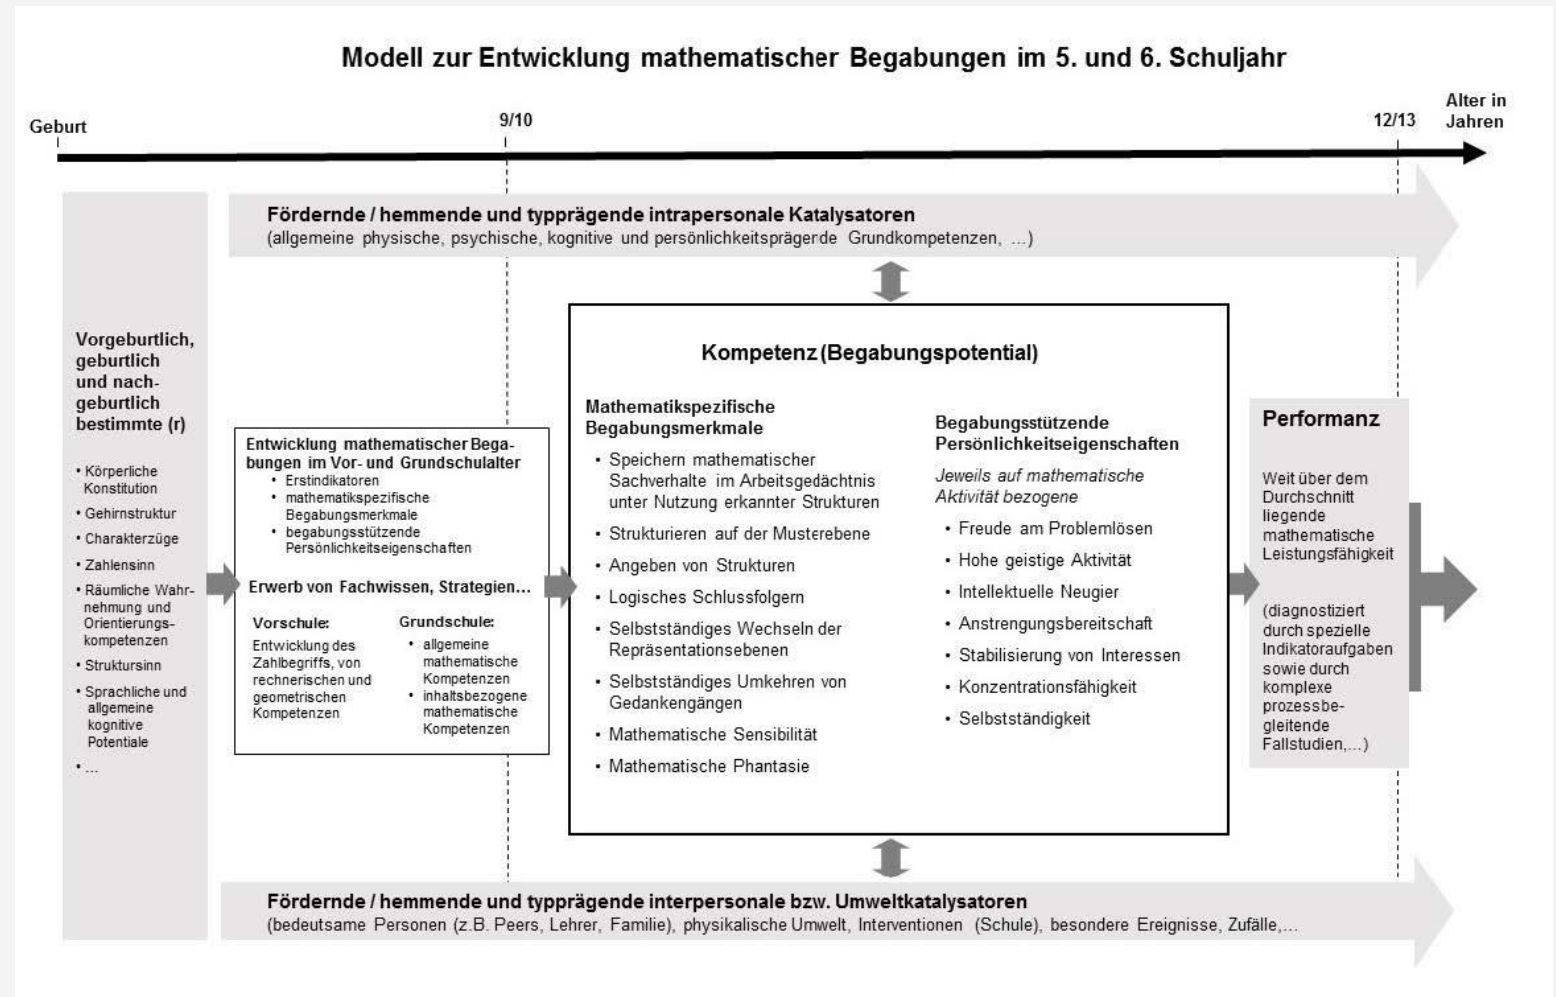 Modell zur Entwicklung mathematischer Begabungen im 5. und 6. Schuljahr
Geburt
9/10
12/13
Alter in
Jahren
Fördernde / hemmende und typprägende intrapersonale Katalysatoren
(allgemeine physische, psychische, kognitive und persönlichkeitsprägende Grundkompetenzen, …)
Vorgeburtlich,
geburtlich
und nach-
geburtlich
bestimmte (r)
• Körperliche
Konstitution
• Gehirnstruktur
• Charakterzüge
• Zahlensinn
• Räumliche Wahr-
nehmung und
Orientierungs-
kompetenzen
• Struktursinn
• Sprachliche und
allgemeine
kognitive
Potentiale
• …
Entwicklung mathematischer Bega-
bungen im Vor- und Grundschulalter
• Erstindikatoren
• mathematikspezifische
Begabungsmerkmale
• begabungsstützende
Persönlichkeitseigenschaften
Erwerb von Fachwissen, Strategien…
Vorschule:
Entwicklung des
Zahlbegriffs, von
rechnerischen und
geometrischen
Kompetenzen
Grundschule:
• allgemeine
mathematische
Kompetenzen
• inhaltsbezogene
mathematische
Kompetenzen
Kompetenz (Begabungspotential)
Mathematikspezifische
Begabungsmerkmale
• Speichern mathematischer
Sachverhalte im Arbeitsgedächtnis
unter Nutzung erkannter Strukturen
• Strukturieren auf der Musterebene
• Angeben von Strukturen
• Logisches Schlussfolgern
• Selbstständiges Wechseln der
Repräsentationsebenen
• Selbstständiges Umkehren von
Gedankengängen
• Mathematische Sensibilität
• Mathematische Phantasie
Begabungsstützende
Persönlichkeitseigenschaften
Jeweils auf mathematische
Aktivität bezogene
• Freude am Problemlösen
• Hohe geistige Aktivität
• Intellektuelle Neugier
• Anstrengungsbereitschaft
• Stabilisierung von Interessen
• Konzentrationsfähigkeit
• Selbstständigkeit
Performanz
Weit über dem
Durchschnitt
liegende
mathematische
Leistungsfähigkeit
(diagnostiziert
durch spezielle
Indikatoraufgaben
sowie durch
komplexe
prozessbe-
gleitende
Fallstudien,…)
Fördernde / hemmende und typprägende interpersonale bzw. Umweltkatalysatoren
(bedeutsame Personen (z.B. Peers, Lehrer, Familie), physikalische Umwelt, Interventionen (Schule), besondere Ereignisse, Zufälle,…